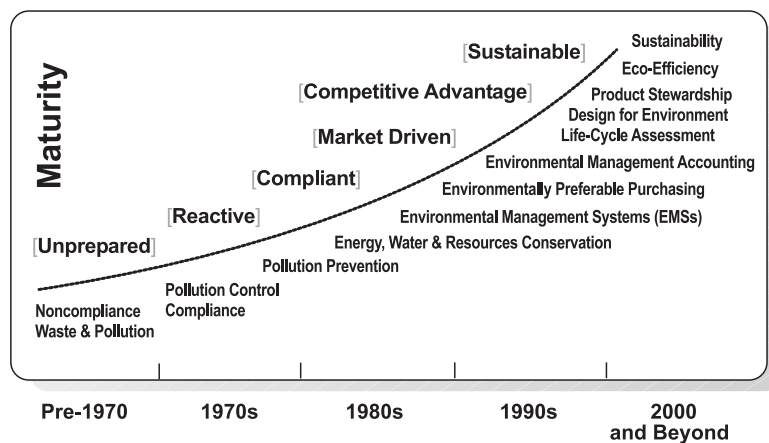 Maturity
[Sustainable]
[Competitive Advantage]
[Market Driven]
[Compliant]
[Reactive]
[Unprepared]
Sustainability
Eco-Efficiency
Product Stewardship
Design for Environment
Life-Cycle Assessment
Environmental Management Accounting
Environmentally Preferable Purchasing
Environmental Management Systems (EMSs)
Energy, Water & Resources Conservation
Pollution Prevention
Pollution Control
Compliance
Noncompliance
Waste & Pollution
Pre-1970
1970s
1980s
1990s
2000
and Beyond